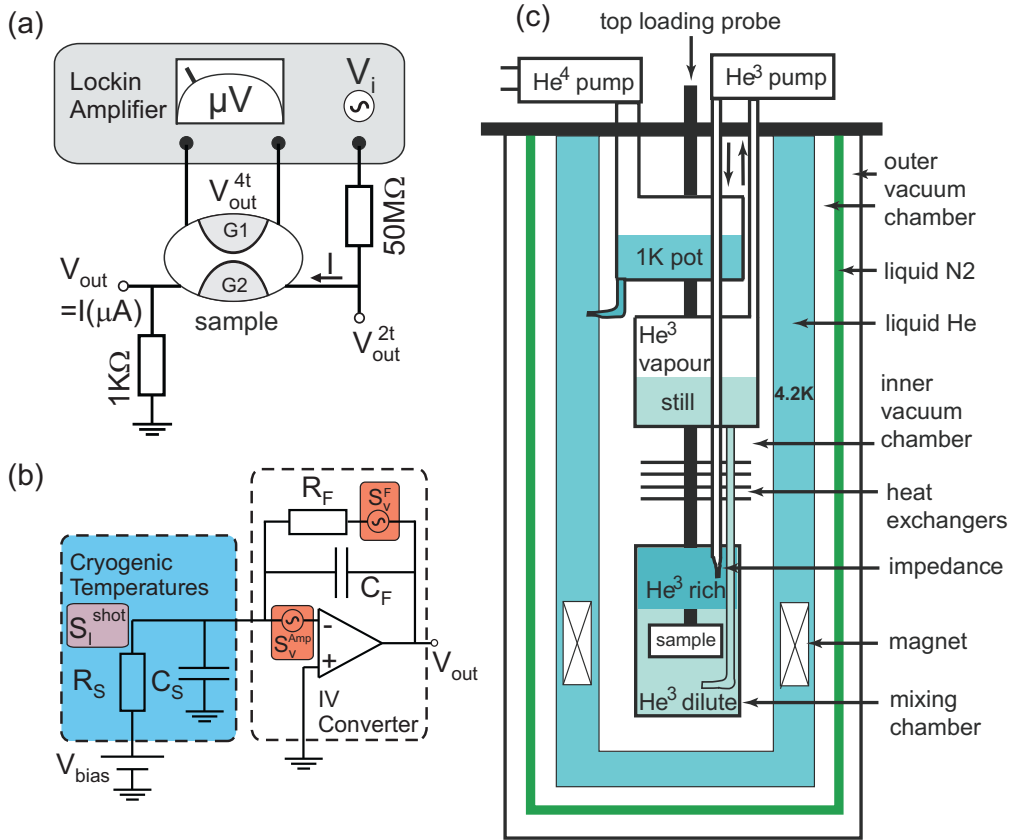 (a)
Lockin
Amplifier
µV
V_i
V_out^4t
G1
G2
50MΩ
I
V_out
=I(µA)
sample
V_out^2t
1KΩ
(b)
Cryogenic
Temperatures
S_I^shot
R_S
C_S
V_bias
R_F
S_v^F
C_F
S_v^Amp
-
+
IV
Converter
V_out
(c)
top loading probe
He^4 pump
He^3 pump
1K pot
He^3
vapour
still
4.2K
He^3 rich
sample
He^3 dilute
outer
vacuum
chamber
liquid N2
liquid He
inner
vacuum
chamber
heat
exchangers
impedance
magnet
mixing
chamber